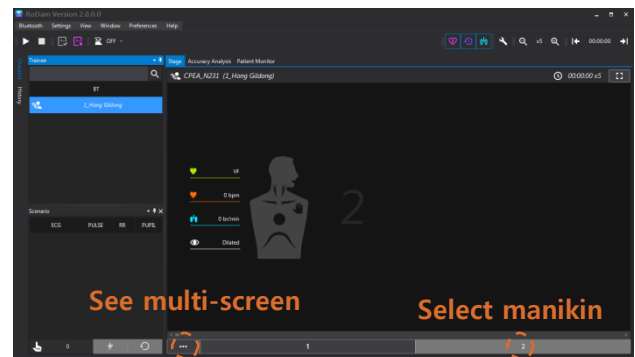 RoDam Version 2.0.0.0
Bluetooth Settings View Window Preferences Help
OFF
x5
00:00:00
Trainee
Stage Accuracy Analysis Patient Monitor
CPEA_N231 (1_Hong Gildong)
00:00:00 x5
BT
2_Hong Gildong
History
VF
0 bpm
0 br/min
Dilated
2
Scenario
ECG PULSE RR PUPIL
See multi-screen
Select manikin
0
1
2